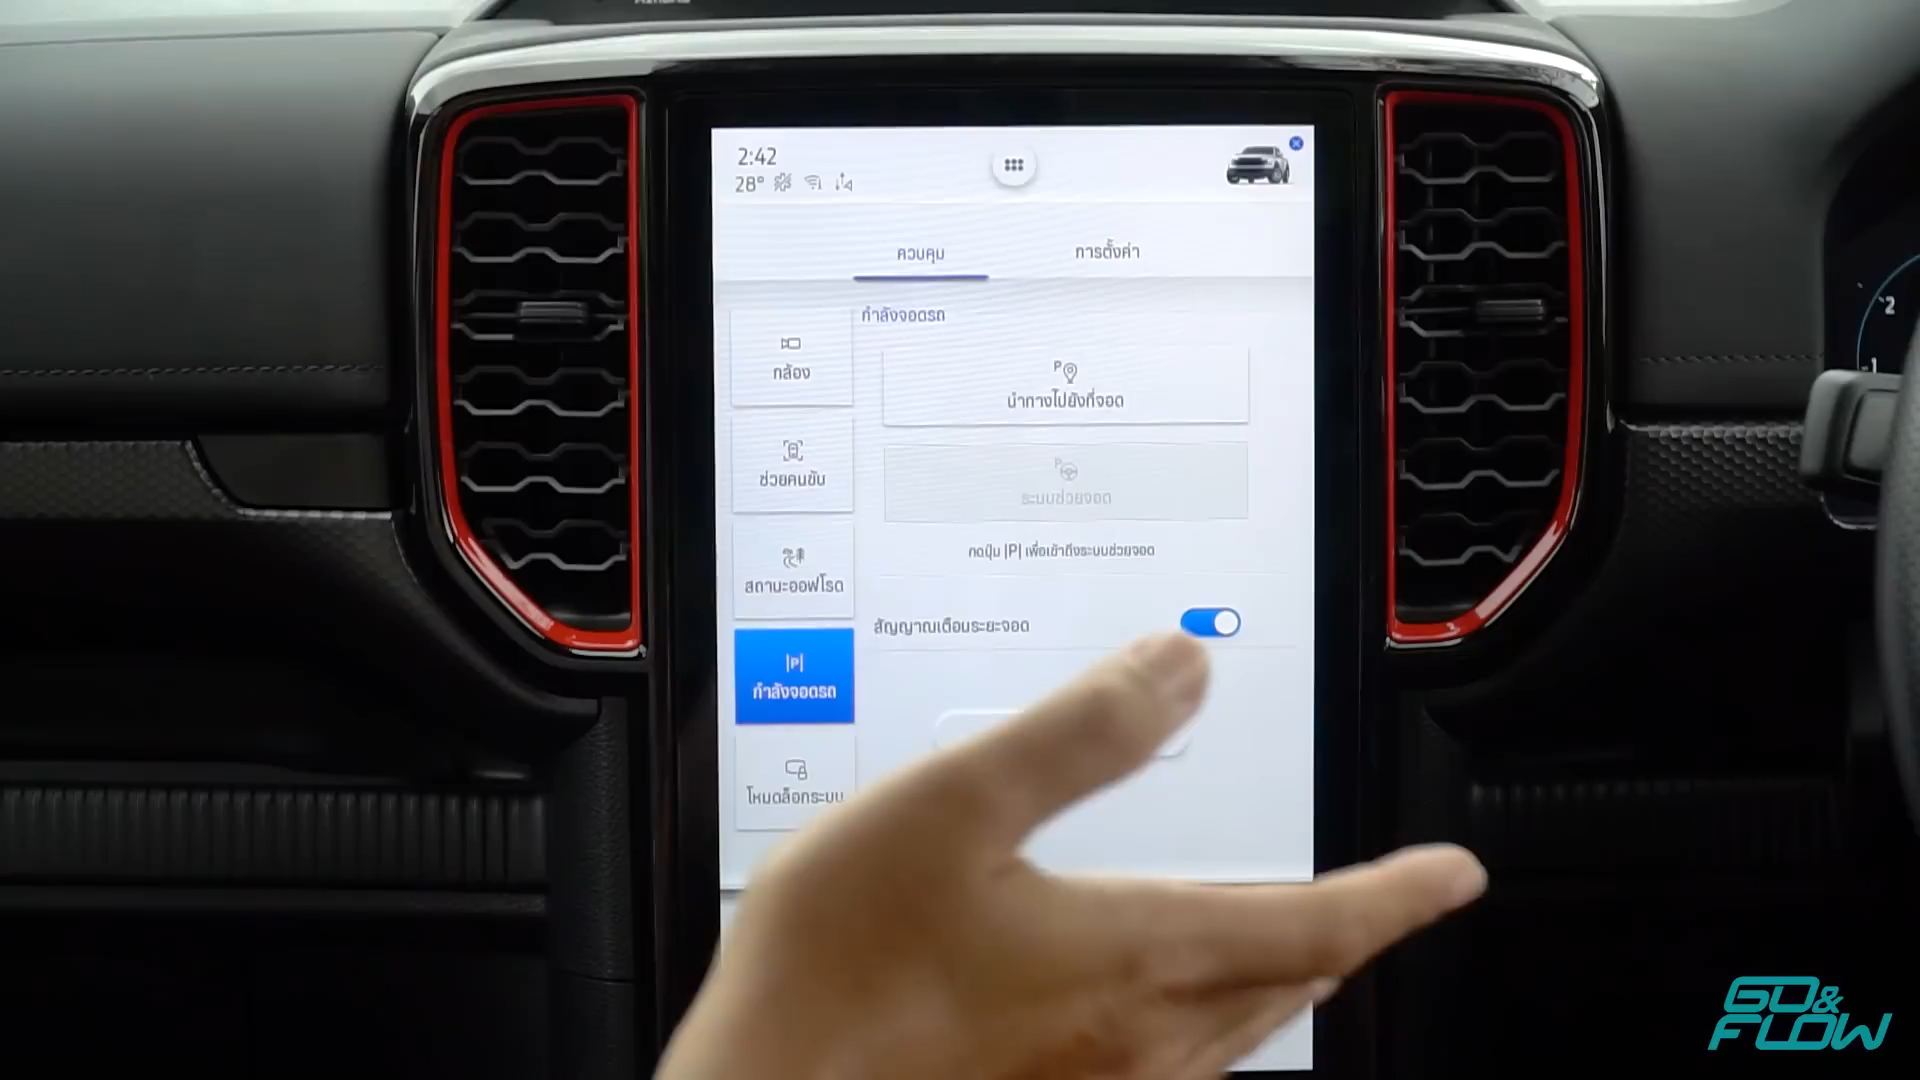 2:42
28°
ควบคุม
การตั้งค่า
กำลังจอดรถ
กล้อง
P
นำทางไปยังที่จอด
ช่วยคนขับ
P
ระบบช่วยจอด
กดปุ่ม |P| เพื่อเข้าถึงระบบช่วยจอด
สถานะออฟโรด
สัญญาณเตือนระยะจอด
|P|
กำลังจอดรถ
โหมดล็อกระบบ
2
1
GO&
FLOW